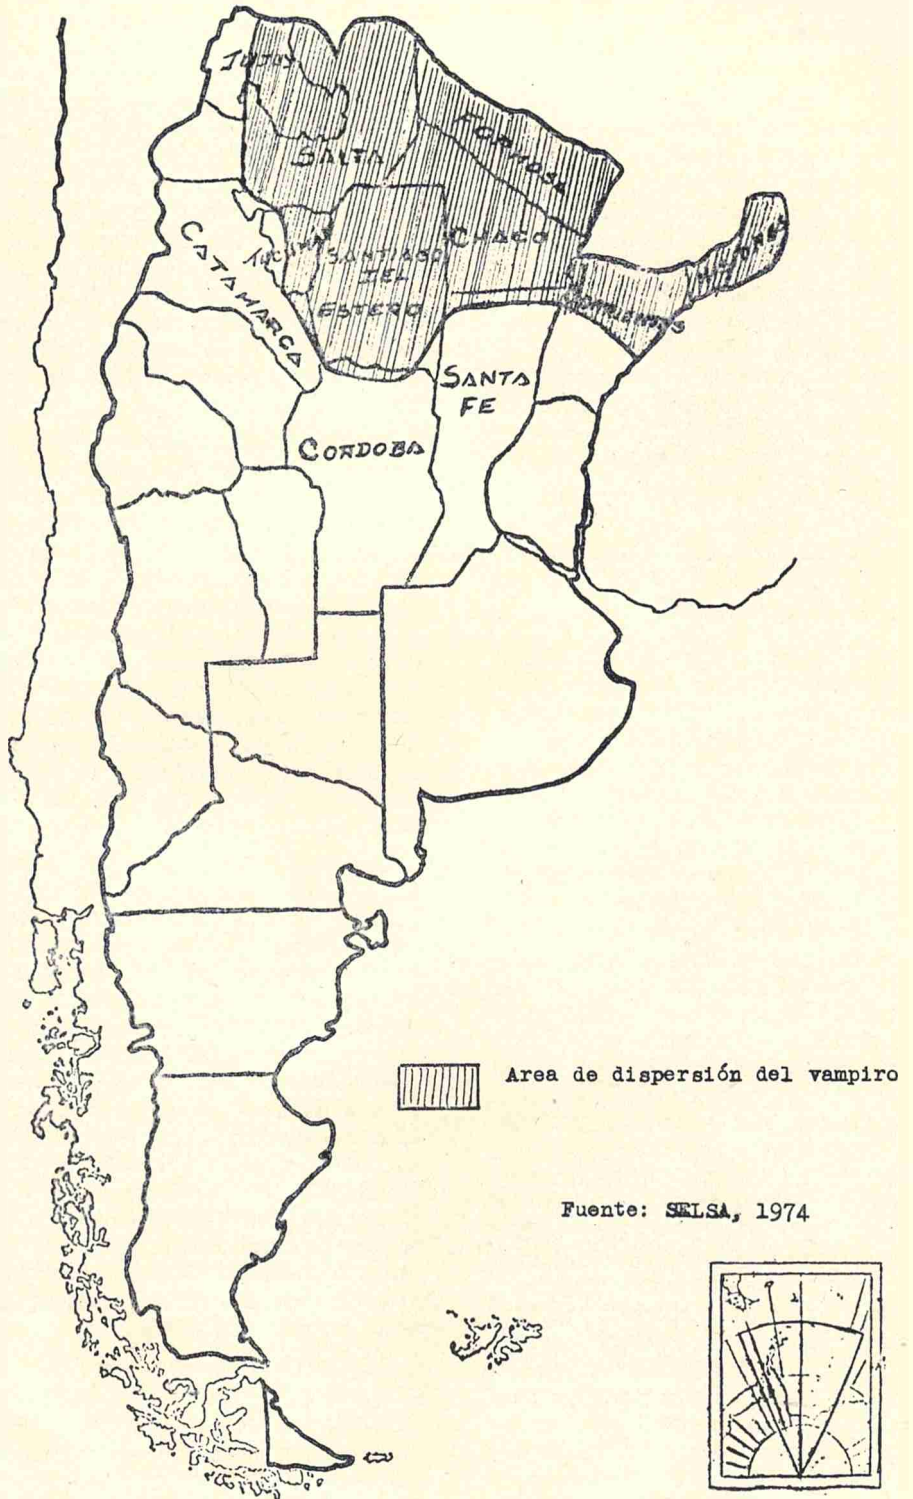 JUJUY
SALTA
FORMOSA
CATAMARCA
TUCUMAN
SANTIAGO
DEL
ESTERO
CHACO
CORRIENTES
MISIONES
SANTA
FE
CORDOBA
Area de dispersión del vampiro
Fuente: SELSA, 1974